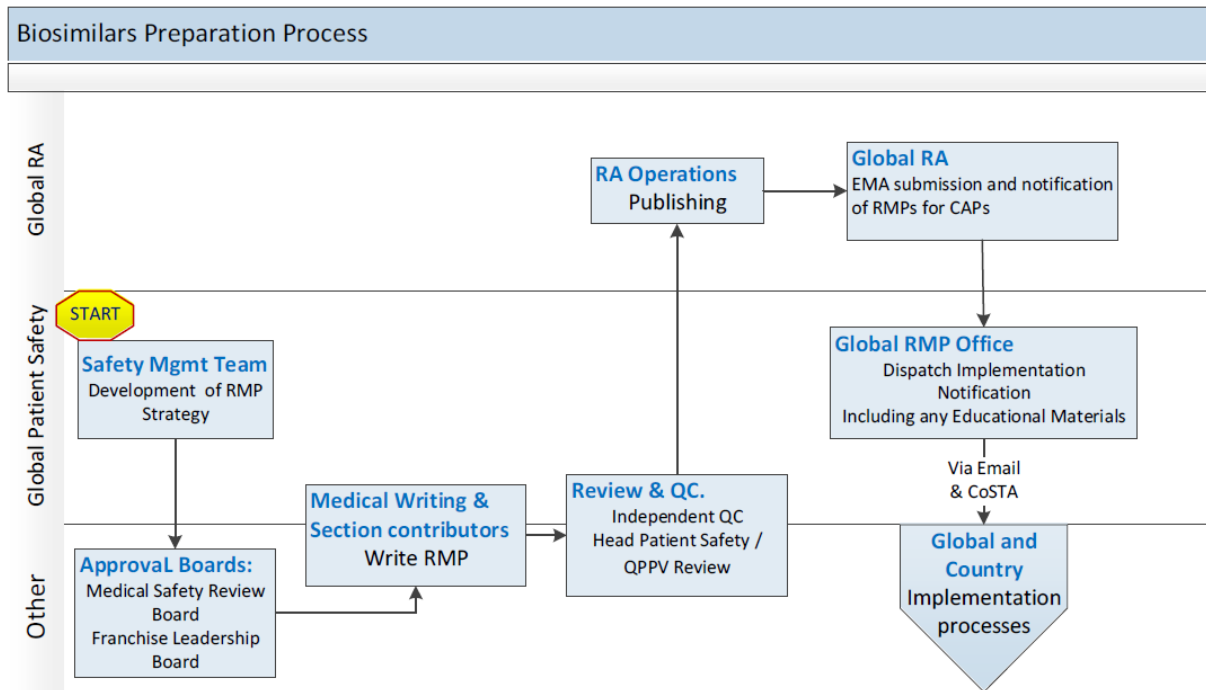 Biosimilars Preparation Process
Global RA
RA Operations
Publishing
Global RA
EMA submission and notification
of RMPs for CAPs
Global Patient Safety
START
Safety Mgmt Team
Development of RMP
Strategy
Global RMP Office
Dispatch Implementation
Notification
Including any Educational Materials
Via Email
& CoSTA
Medical Writing &
Section contributors
Write RMP
Review & QC.
Independent QC
Head Patient Safety /
QPPV Review
Other
ApprovaL Boards:
Medical Safety Review
Board
Franchise Leadership
Board
Global and
Country
Implementation
processes